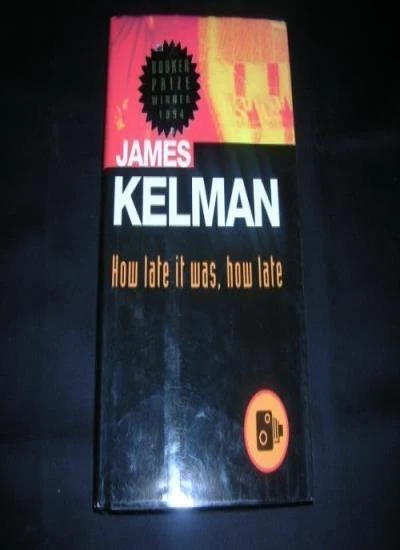 BOOKER
PRIZE
WINNER
1994
JAMES
KELMAN
How late it was, how late